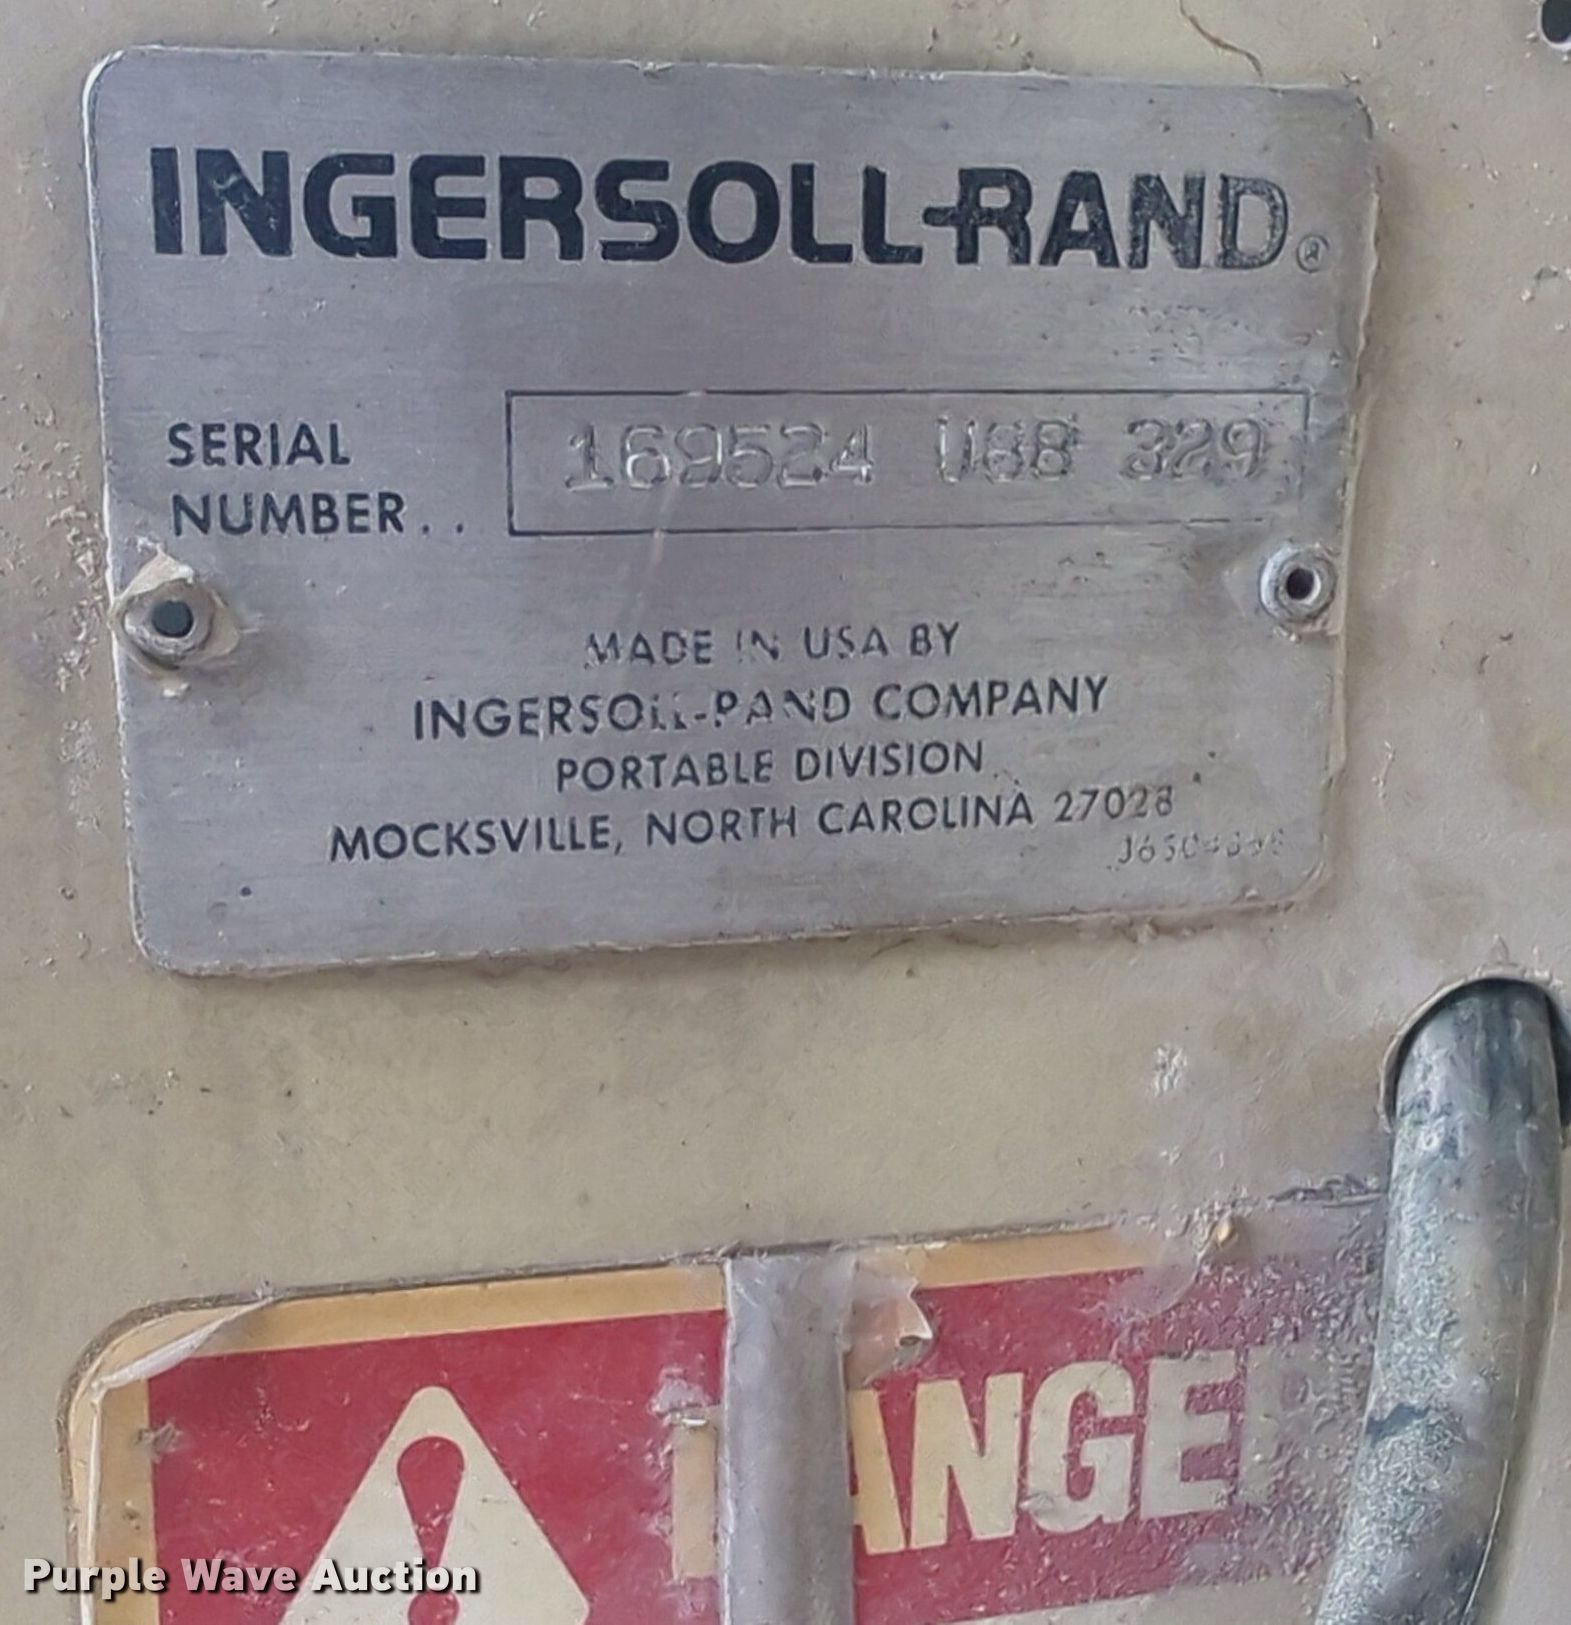 INGERSOLL-RAND®
SERIAL NUMBER.. 169524 U88 329
MADE IN USA BY
INGERSOLL-RAND COMPANY
PORTABLE DIVISION
MOCKSVILLE, NORTH CAROLINA 27028
DANGER
Purple Wave Auction